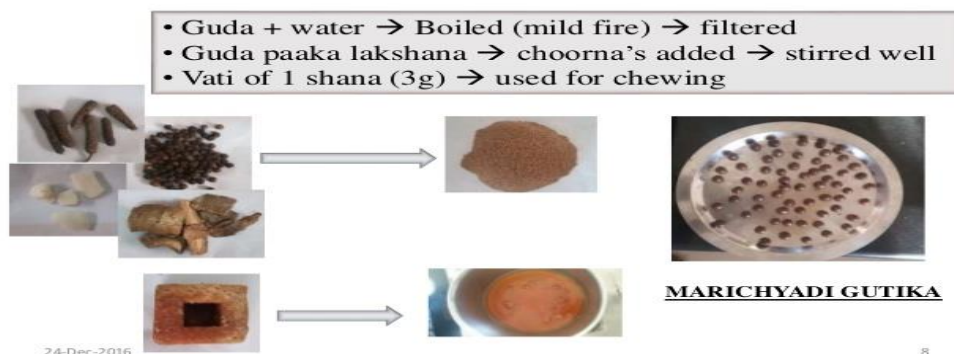 • Guda + water → Boiled (mild fire) → filtered
• Guda paaka lakshana → choorna's added → stirred well
• Vati of 1 shana (3g) → used for chewing
MARICHYADI GUTIKA
24-Dec-2016
8